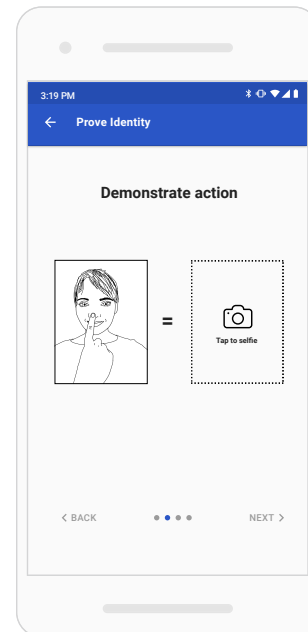 3:19 PM
Prove Identity
Demonstrate action
=
Tap to selfie
BACK
NEXT